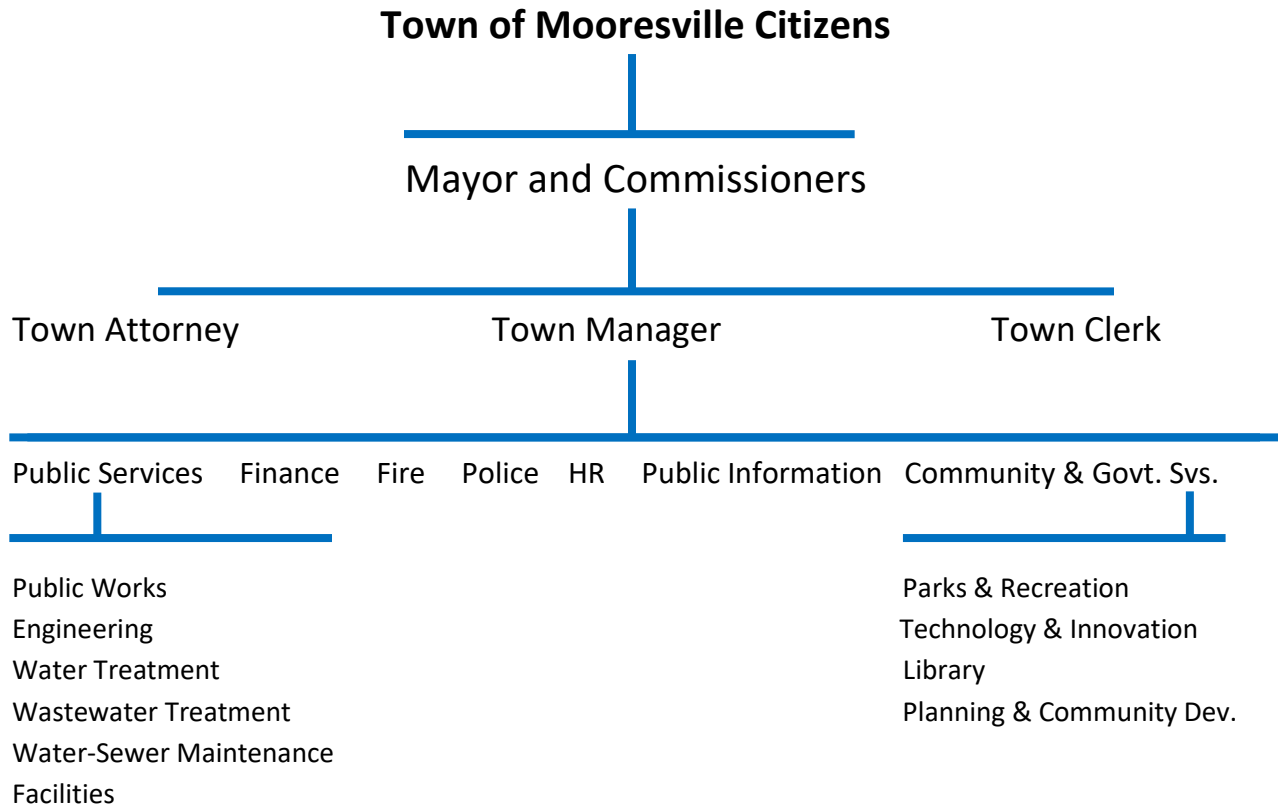 Town of Mooresville Citizens
Mayor and Commissioners
Town Attorney Town Manager Town Clerk
Public Services Finance Fire Police HR Public Information Community & Govt. Svs.
Public Works
Engineering
Water Treatment
Wastewater Treatment
Water-Sewer Maintenance
Facilities
Parks & Recreation
Technology & Innovation
Library
Planning & Community Dev.